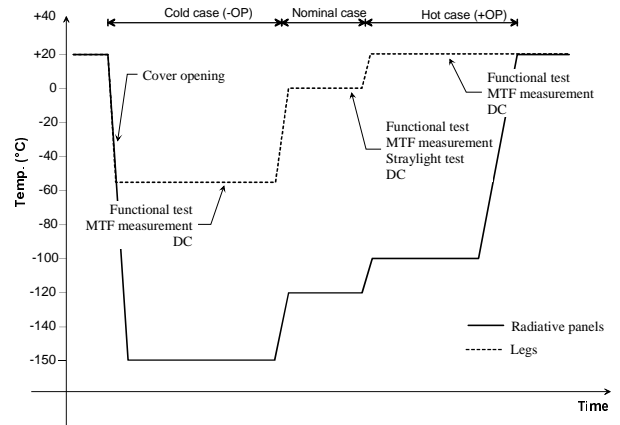 Cold case (-OP) Nominal case Hot case (+OP)
+40
+20
0
-20
-40
-60
-80
-100
-120
-140
-150
Temp. (°C)
Cover opening
Functional test
MTF measurement
DC
Functional test
MTF measurement
Straylight test
DC
Functional test
MTF measurement
DC
Radiative panels
Legs
Time